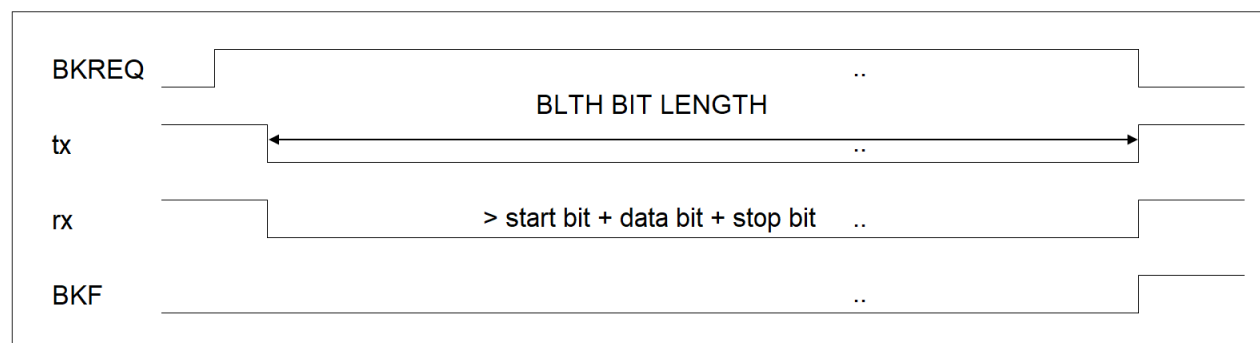 BKREQ
..
BLTH BIT LENGTH
tx
..
rx
> start bit + data bit + stop bit
..
BKF
..